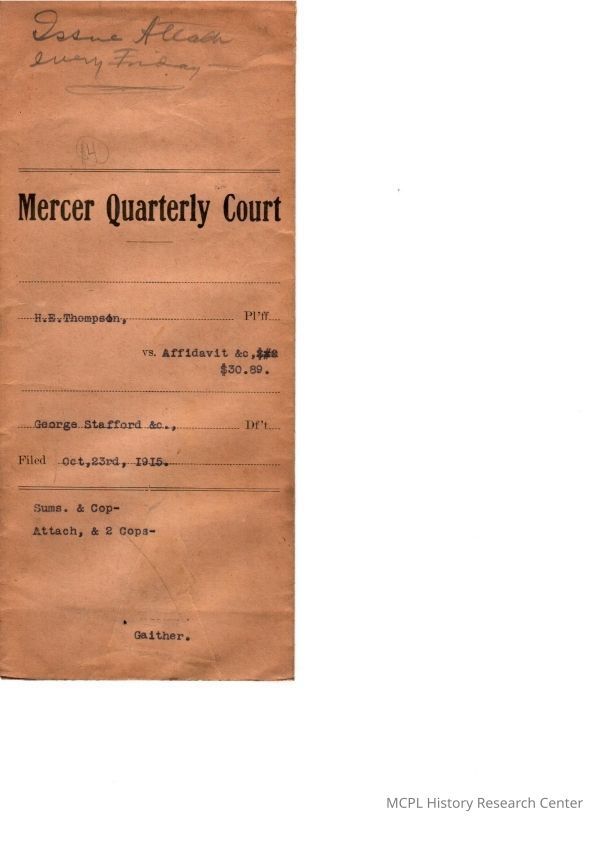 Issue Attach
every Friday-
14
Mercer Quarterly Court
H.E.Thompson, Pl'ff.
vs. Affidavit &c,
$30.89.
George Stafford &c., Df't.
Filed Oct,23rd, 1915.
Sums. & Cop-
Attach, & 2 Cops-
Gaither.
MCPL History Research Center